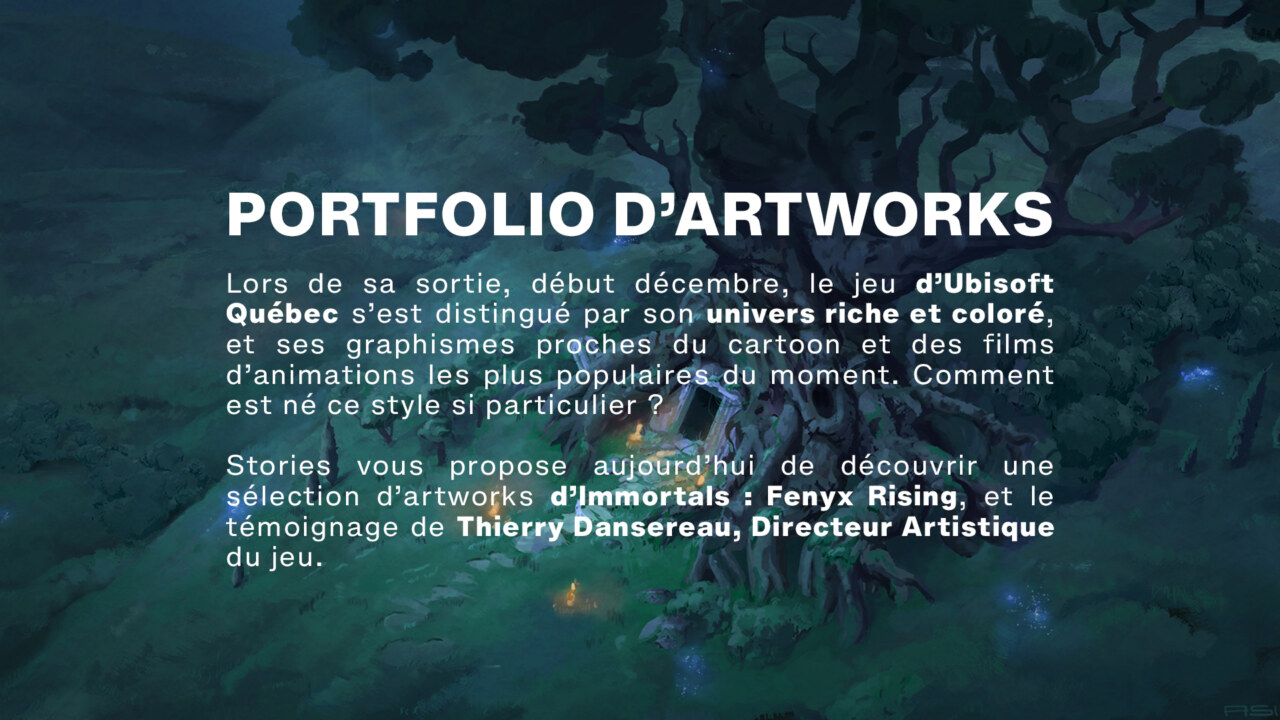 PORTFOLIO D’ARTWORKS
Lors de sa sortie, début décembre, le jeu d’Ubisoft
Québec s’est distingué par son univers riche et coloré,
et ses graphismes proches du cartoon et des films
d’animations les plus populaires du moment. Comment
est né ce style si particulier ?
Stories vous propose aujourd’hui de découvrir une
sélection d’artworks d’Immortals : Fenyx Rising, et le
témoignage de Thierry Dansereau, Directeur Artistique
du jeu.